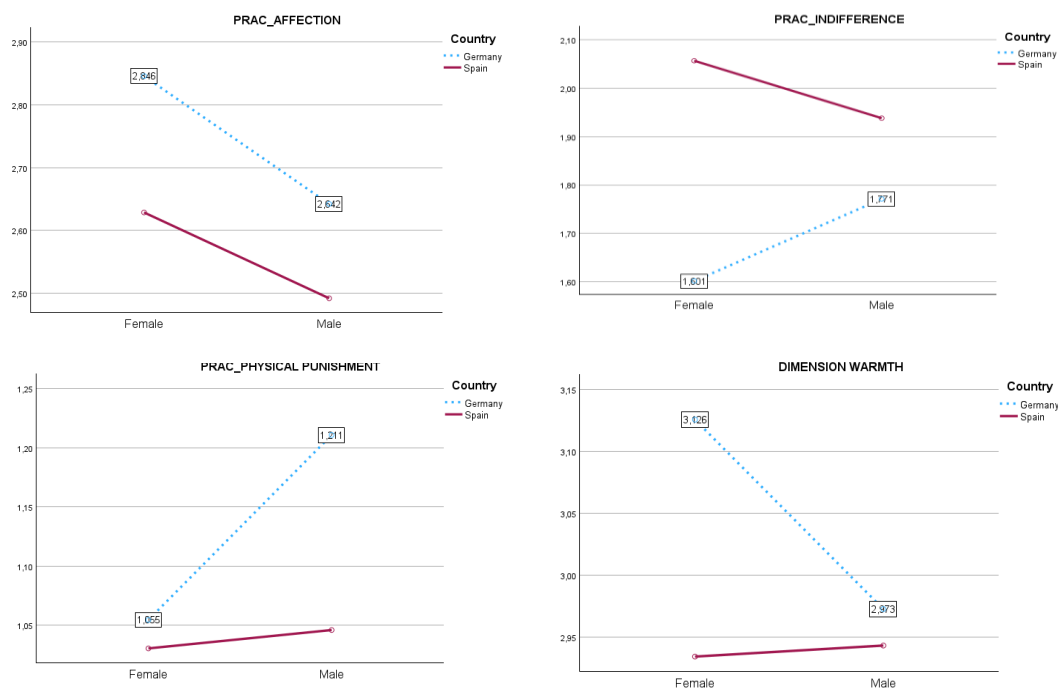 PRAC_AFFECTION
Country
Germany
Spain
2,90
2,80
2,70
2,60
2,50
2,846
2,642
Female
Male
PRAC_INDIFFERENCE
Country
Germany
Spain
2,10
2,00
1,90
1,80
1,70
1,60
1,771
1,601
Female
Male
PRAC_PHYSICAL PUNISHMENT
Country
Germany
Spain
1,25
1,20
1,15
1,10
1,05
1,211
1,055
Female
Male
DIMENSION WARMTH
Country
Germany
Spain
3,15
3,10
3,05
3,00
2,95
3,126
2,973
Female
Male